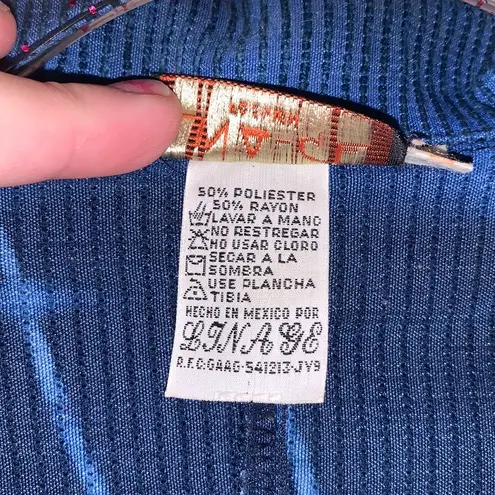 50% POLIESTER
50% RAYON
LAVAR A MANO
NO RESTREGAR
HO USAR CLORO
SECAR A LA
SOMBRA
USE PLANCHA
TIBIA
HECHO EN MEXICO POR
LINAGE
R.F.C:GAAG-541213-JY9